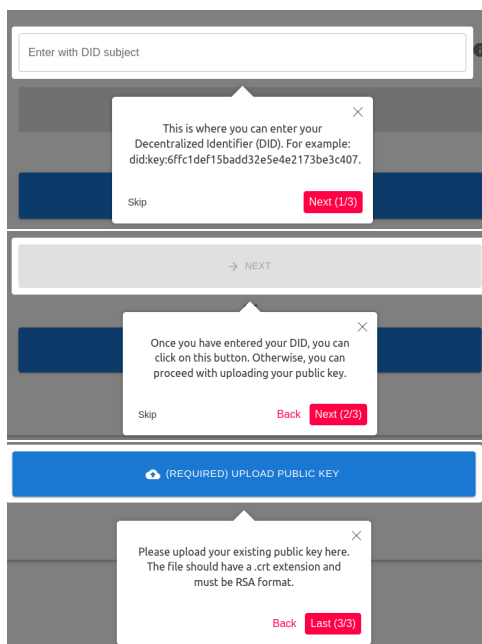 Enter with DID subject
This is where you can enter your
Decentralized Identifier (DID). For example:
did:key:6ffc1def15badd32e5e4e2173be3c407.
Skip
Next (1/3)
NEXT
Once you have entered your DID, you can
click on this button. Otherwise, you can
proceed with uploading your public key.
Skip
Back
Next (2/3)
(REQUIRED) UPLOAD PUBLIC KEY
Please upload your existing public key here.
The file should have a .crt extension and
must be RSA format.
Back
Last (3/3)